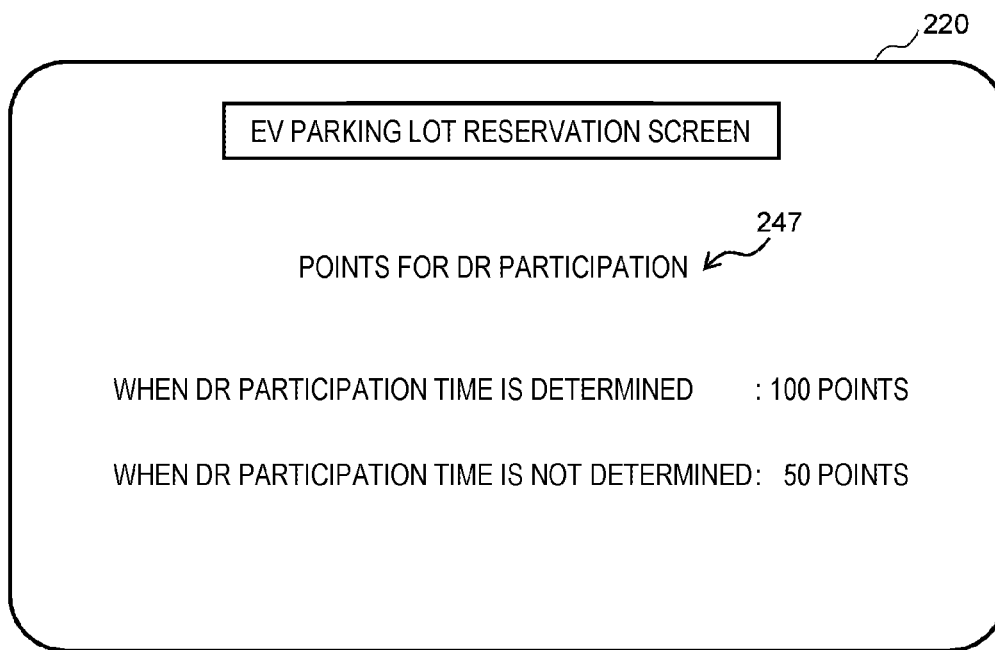 220
EV PARKING LOT RESERVATION SCREEN
247
POINTS FOR DR PARTICIPATION
WHEN DR PARTICIPATION TIME IS DETERMINED : 100 POINTS
WHEN DR PARTICIPATION TIME IS NOT DETERMINED: 50 POINTS